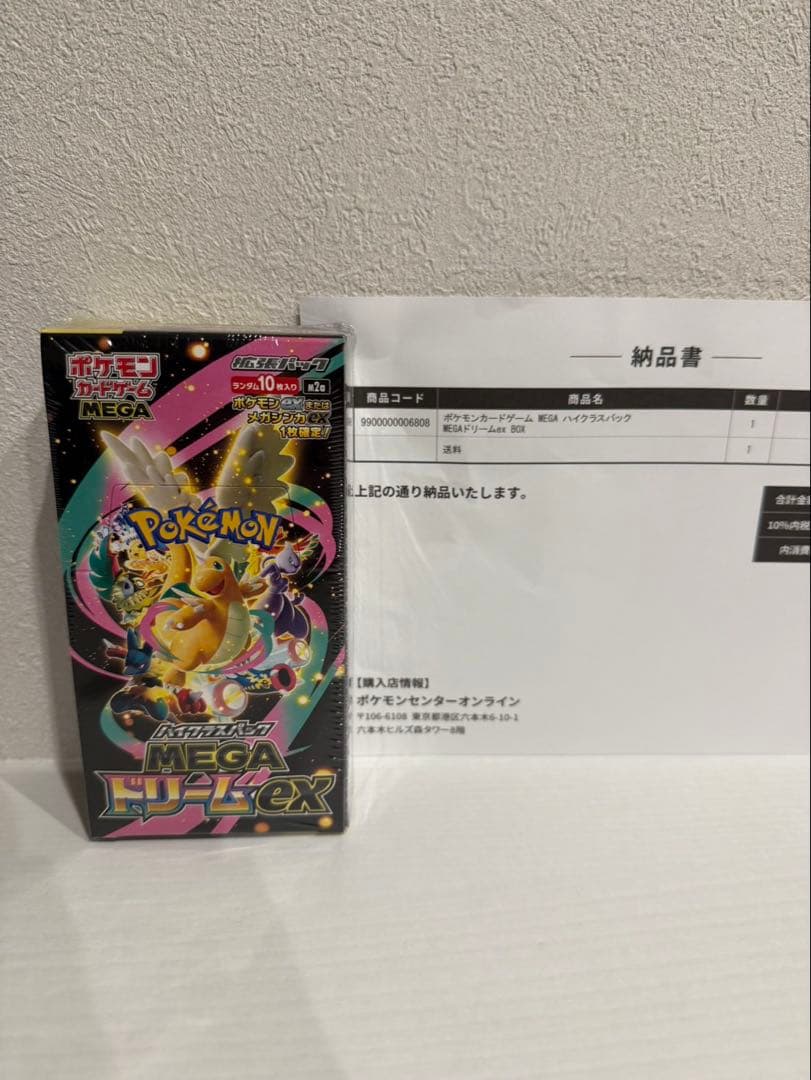 ポケモン
カードゲーム
MEGA
拡張パック
ランダム10枚入り
ポケモンexまたは
メガシンカex
1枚確定!
POKéMON
ハイクラスパック
MEGA
ドリームex
納品書
商品コード 商品名 数量
9900000006808 ポケモンカードゲーム MEGA ハイクラスパック 1
MEGAドリームex BOX
送料 1
上記の通り納品いたします。
合計金
10%内税
内消費
【購入店情報】
ポケモンセンターオンライン
〒106-6108 東京都港区六本木6-10-1
六本木ヒルズ森タワー8階